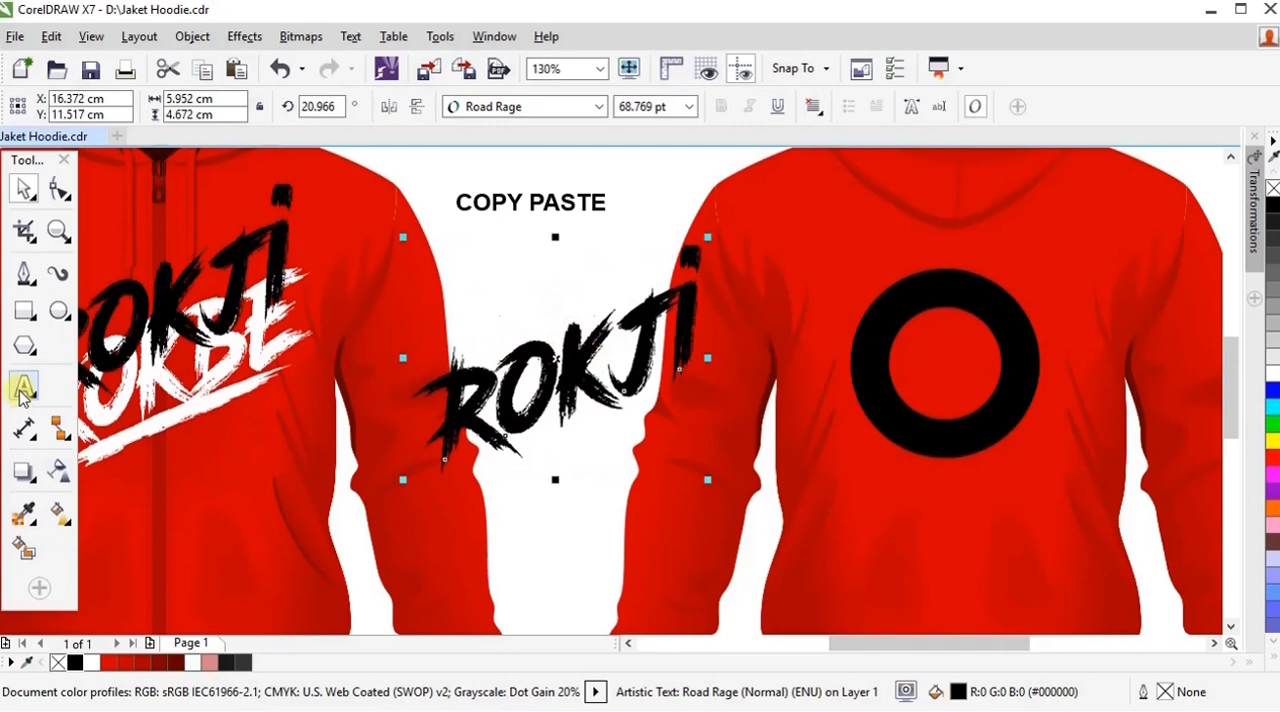 CorelDRAW X7 - D:\Jaket Hoodie.cdr
File Edit View Layout Object Effects Bitmaps Text Table Tools Window Help
130% Snap To
X: 16.372 cm 5.952 cm 20.966 ° Road Rage 68.769 pt
Y: 11.517 cm 4.672 cm
Jaket Hoodie.cdr
Tool...
Transformations
COPY PASTE
ROKJi
ROKJi
O
1 of 1 Page 1
Document color profiles: RGB: sRGB IEC61966-2.1; CMYK: U.S. Web Coated (SWOP) v2; Grayscale: Dot Gain 20% Artistic Text: Road Rage (Normal) (ENU) on Layer 1 R:0 G:0 B:0 (#000000) None